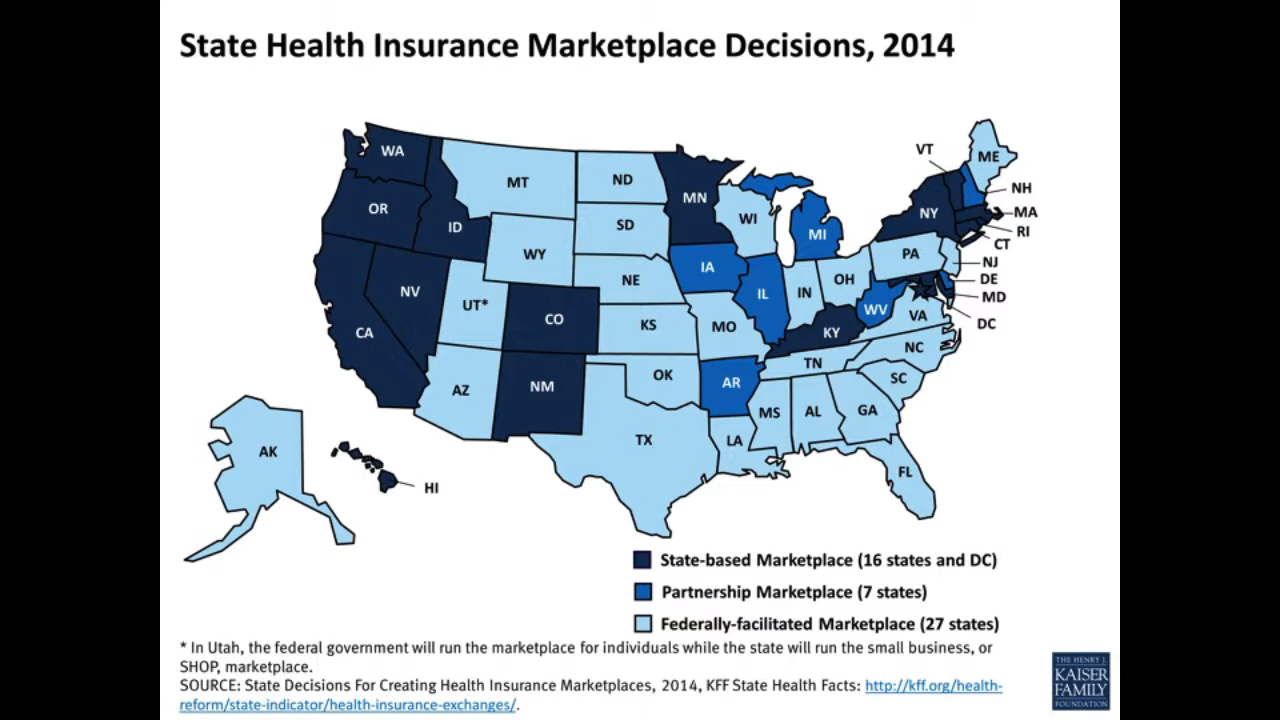 State Health Insurance Marketplace Decisions, 2014
VT
ME
WA
MT
ND
NH
MN
OR
MA
NY
WI
SD
ID
RI
MI
CT
WY
PA
NJ
IA
DE
NE
OH
NV
IL
IN
MD
UT*
WV
VA
CO
DC
KS
MO
CA
KY
NC
TN
OK
SC
NM
AZ
AR
GA
MS
AL
TX
LA
AK
FL
HI
State-based Marketplace (16 states and DC)
Partnership Marketplace (7 states)
Federally-facilitated Marketplace (27 states)
* In Utah, the federal government will run the marketplace for individuals while the state will run the small business, or
SHOP, marketplace.
SOURCE: State Decisions For Creating Health Insurance Marketplaces, 2014, KFF State Health Facts: http://kff.org/health-
reform/state-indicator/health-insurance-exchanges/.
THE HENRY J.
KAISER
FAMILY
FOUNDATION